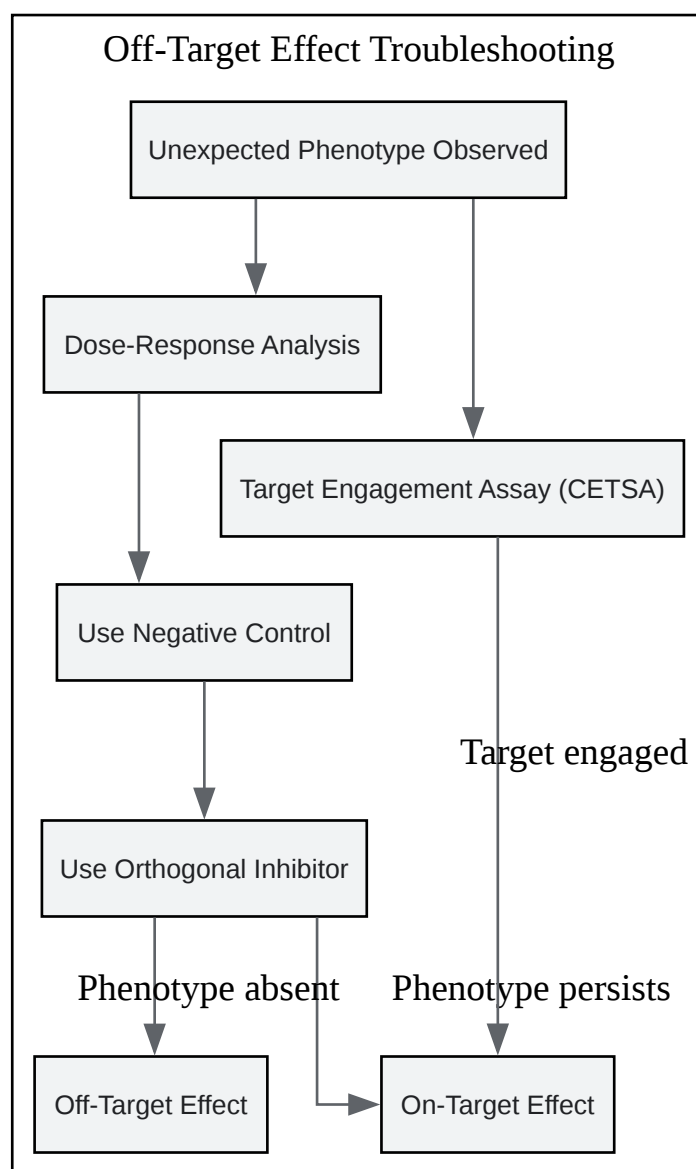 Off-Target Effect Troubleshooting
Unexpected Phenotype Observed
Dose-Response Analysis
Target Engagement Assay (CETSA)
Use Negative Control
Target engaged
Use Orthogonal Inhibitor
Phenotype absent
Phenotype persists
Off-Target Effect
On-Target Effect